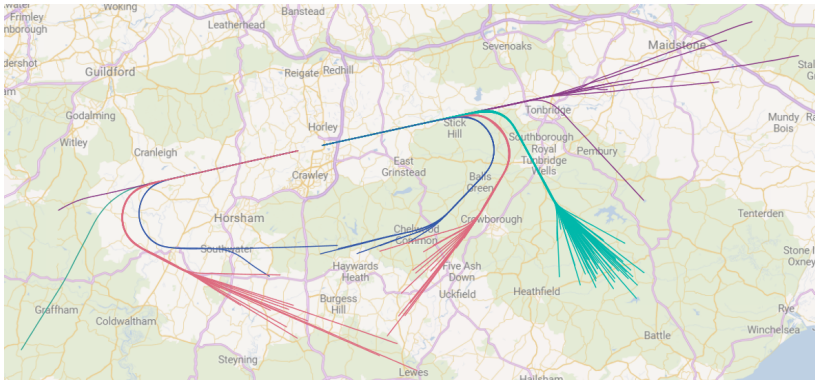 Woking
Banstead
Frimley
nborough
Leatherhead
Maidstone
Sevenoaks
dershot
Guildford
Reigate
Redhill
Godalming
Tonbridge
Stick
Hill
Mundy
Bois
Horley
Witley
Cranleigh
Southborough
Royal
Tunbridge
Wells
Pembury
East
Grinstead
Crawley
Balls
Green
Horsham
Crowborough
Tenterden
Chelwood
Common
Southwater
Stone
Oxney
Haywards
Heath
Five Ash
Down
Heathfield
Uckfield
Burgess
Hill
Graffham
Coldwaltham
Rye
Winchelsea
Battle
Steyning
Lewes
Hailsham